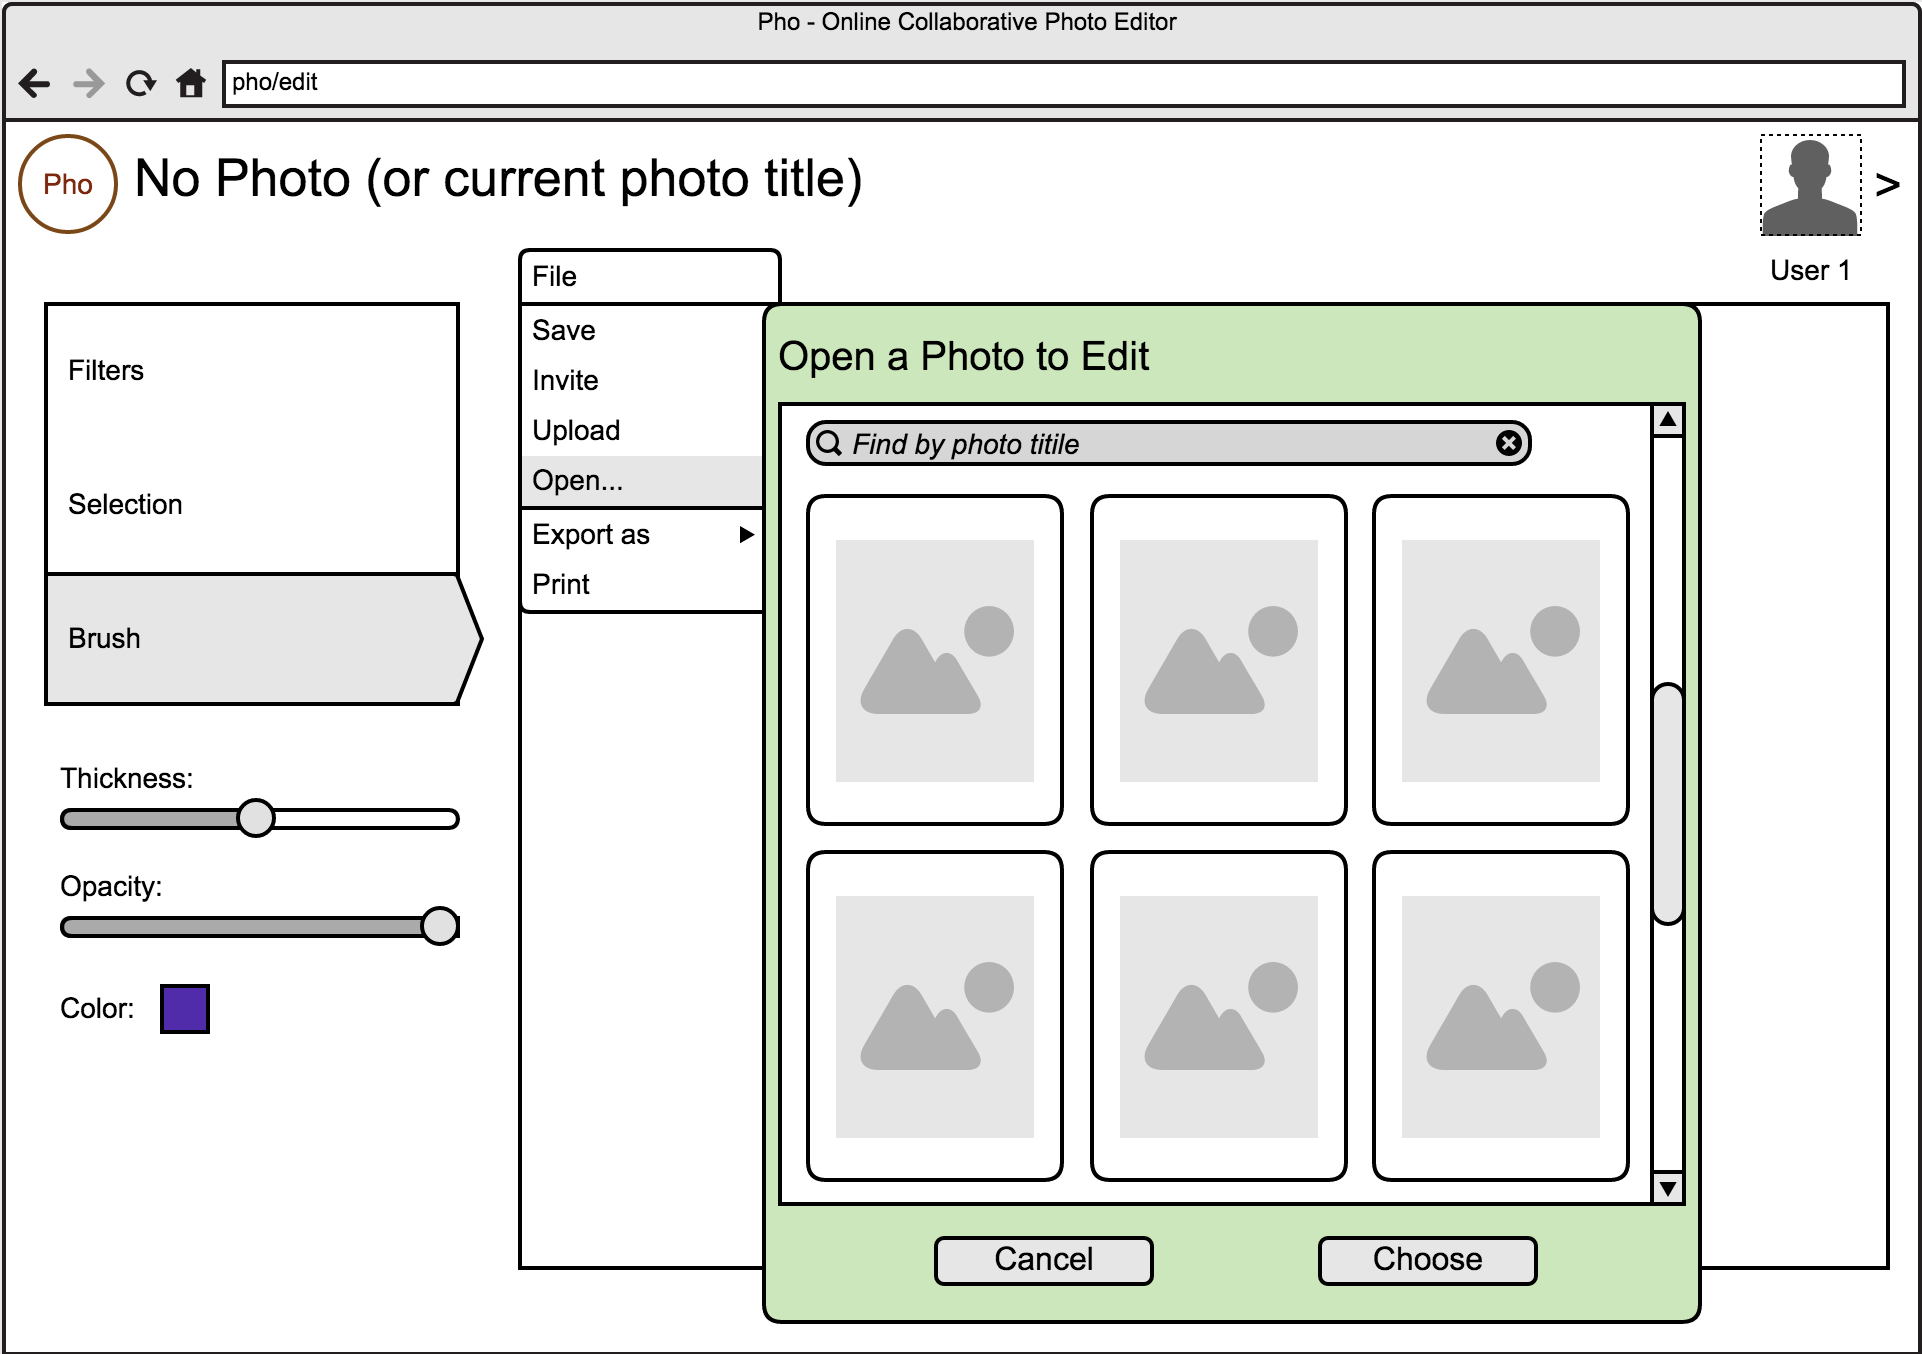 Pho - Online Collaborative Photo Editor
pho/edit
Pho
No Photo (or current photo title)
>
User 1
File
Save
Invite
Upload
Open...
Export as
Print
Filters
Selection
Brush
Thickness:
Opacity:
Color:
Open a Photo to Edit
Find by photo titile
Cancel
Choose